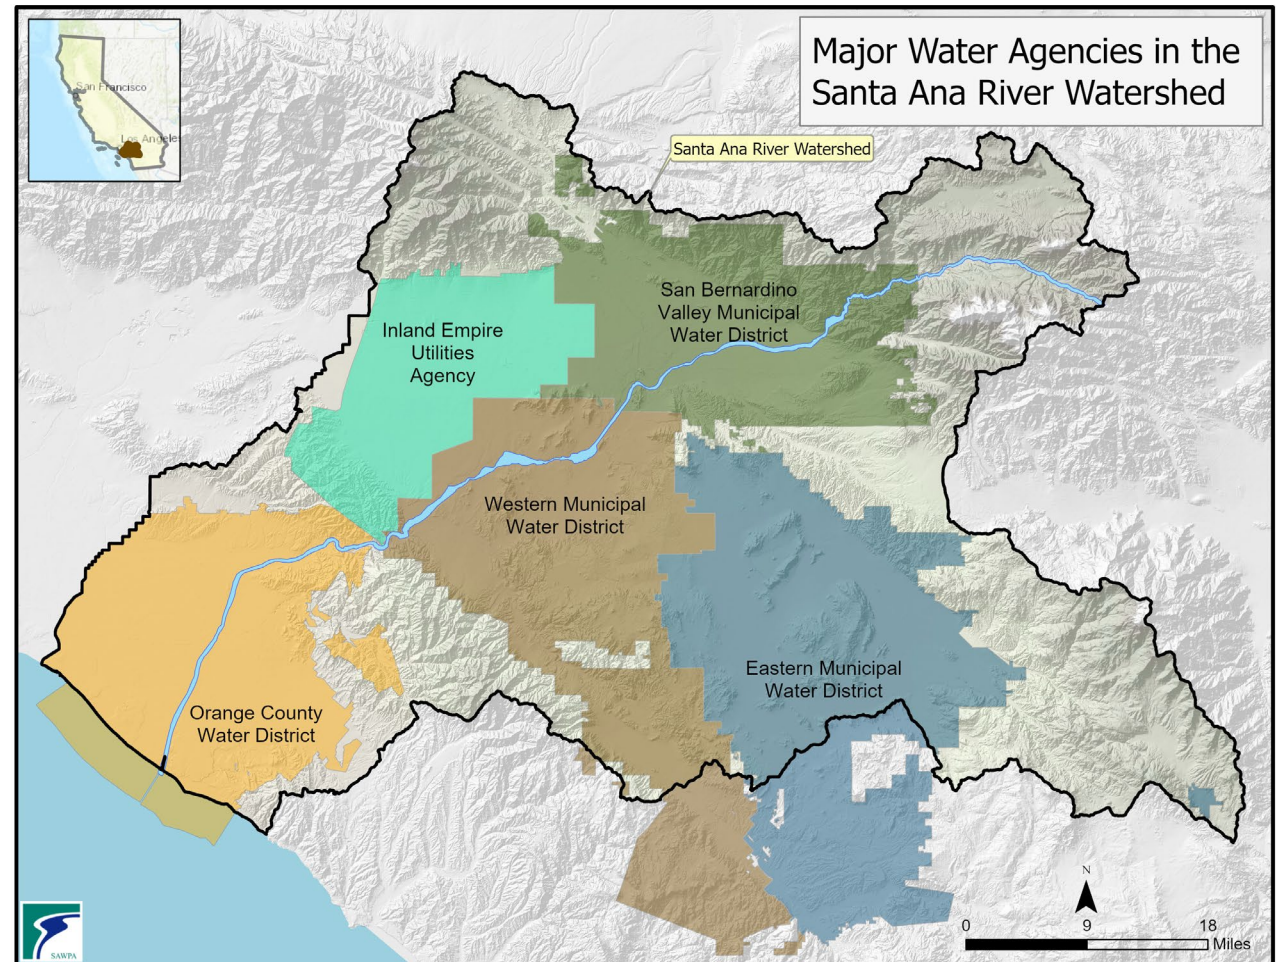 Major Water Agencies in the
Santa Ana River Watershed
San Francisco
Los Angeles
Santa Ana River Watershed
San Bernardino
Valley Municipal
Water District
Inland Empire
Utilities
Agency
Western Municipal
Water District
Eastern Municipal
Water District
Orange County
Water District
N
0
9
18
Miles
SAWPA